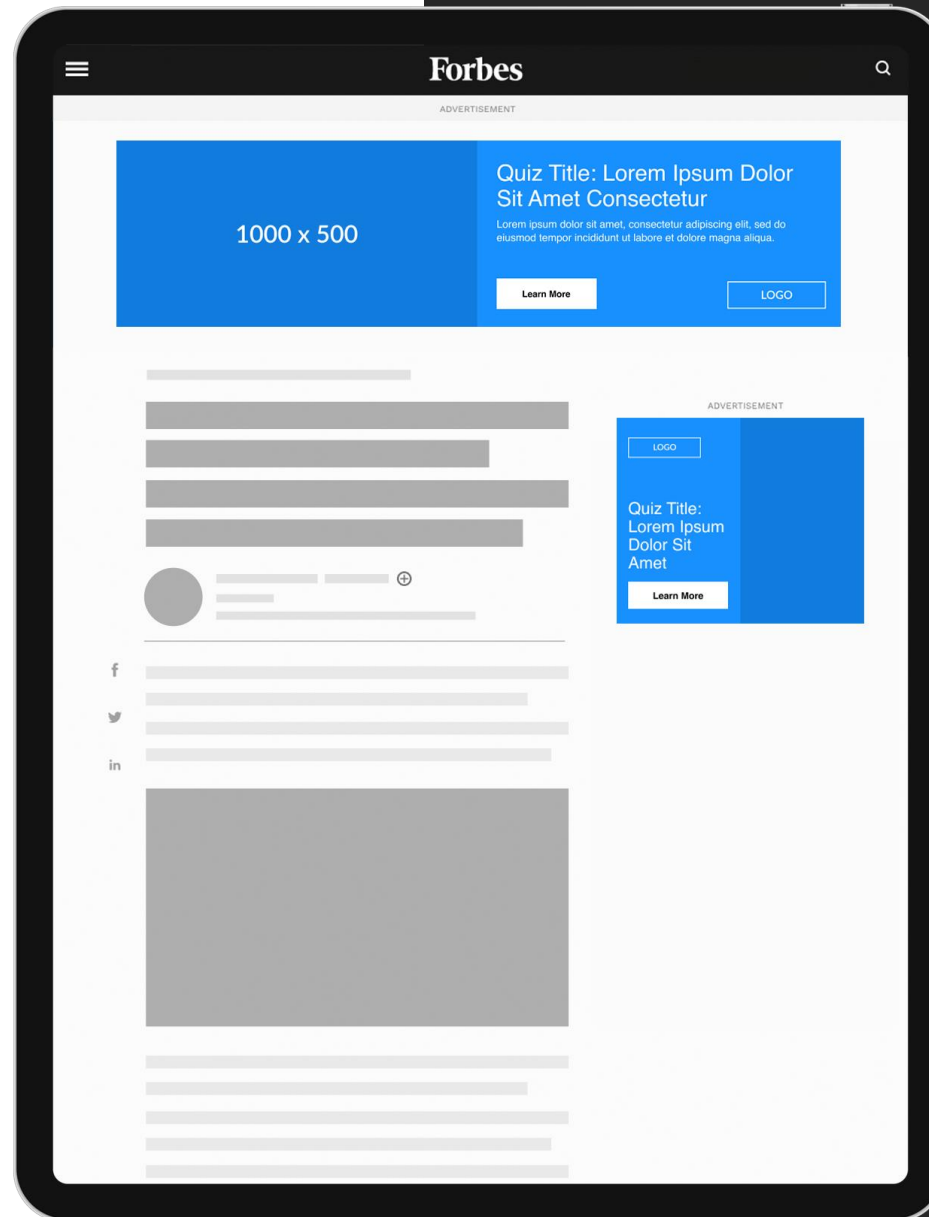 Forbes
ADVERTISEMENT
1000 x 500
Quiz Title: Lorem Ipsum Dolor
Sit Amet Consectetur
Lorem ipsum dolor sit amet, consectetur adipiscing elit, sed do
eiusmod tempor incididunt ut labore et dolore magna aliqua.
Learn More
LOGO
ADVERTISEMENT
LOGO
Quiz Title:
Lorem Ipsum
Dolor Sit
Amet
Learn More
f
in